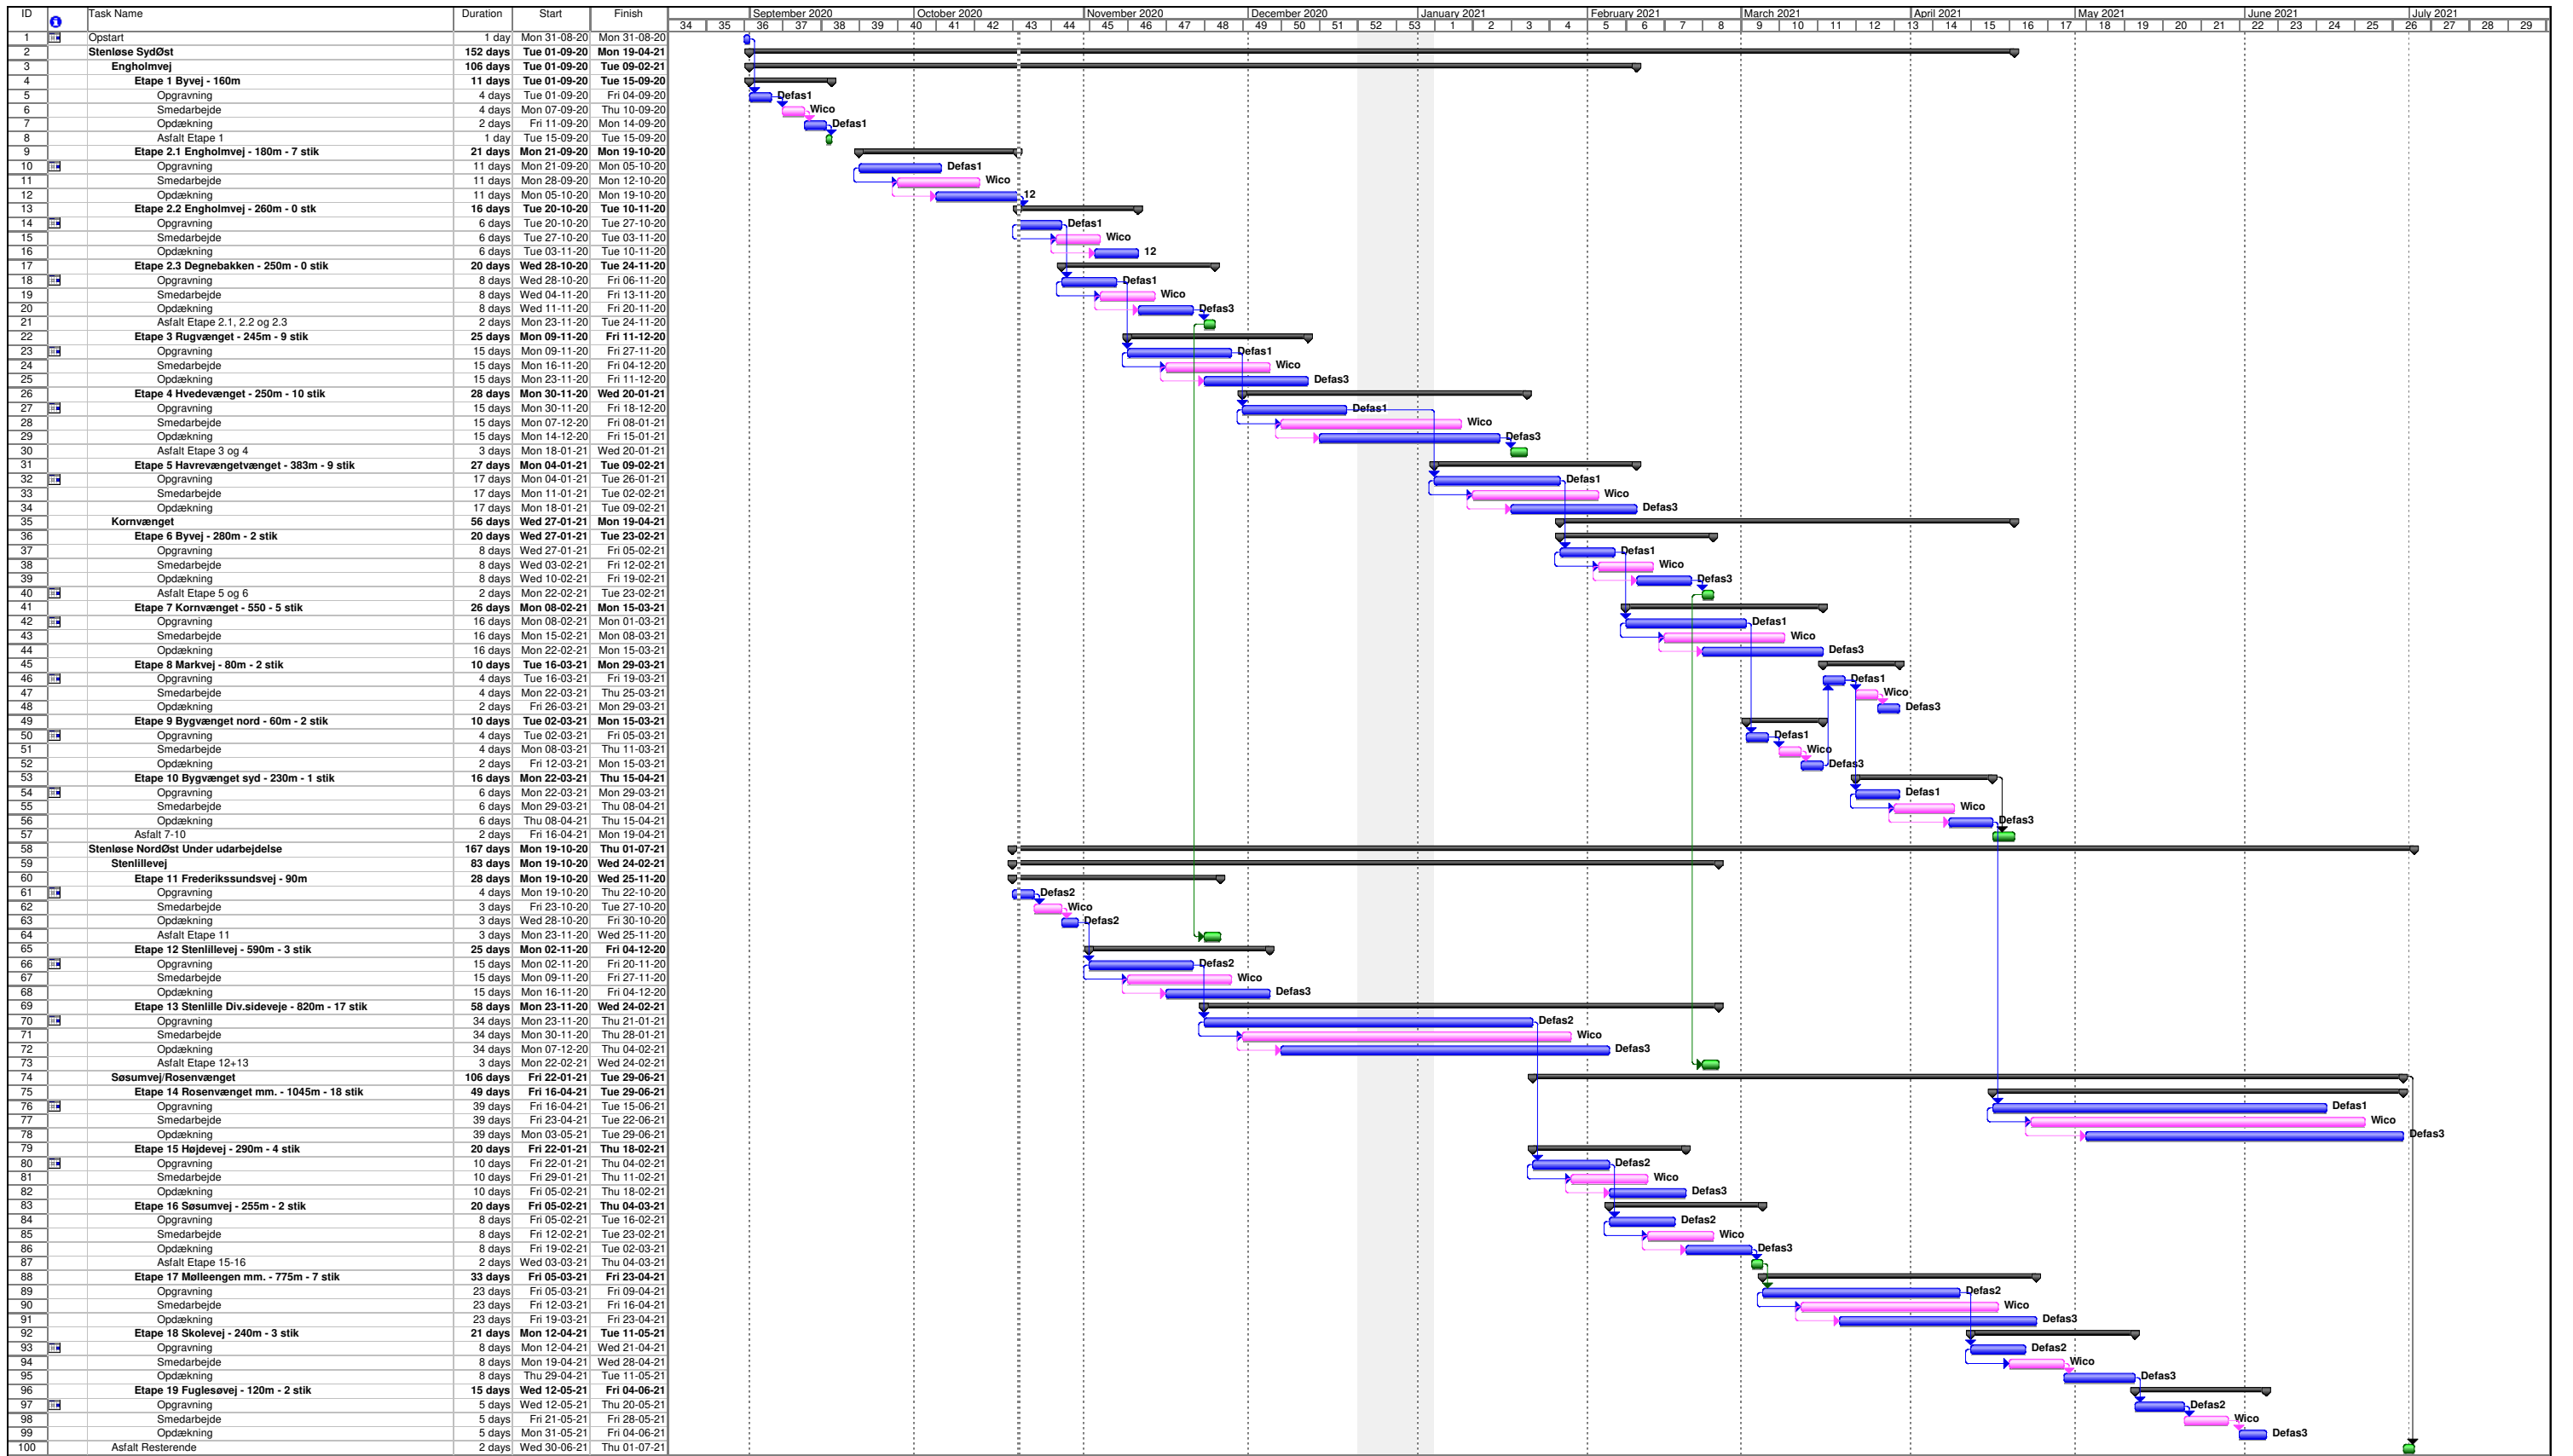 ID Task Name Duration Start Finish September 2020 October 2020 November 2020 December 2020 January 2021 February 2021 March 2021 April 2021 May 2021 June 2021 July 2021
34 35 36 37 38 39 40 41 42 43 44 45 46 47 48 49 50 51 52 53 1 2 3 4 5 6 7 8 9 10 11 12 13 14 15 16 17 18 19 20 21 22 23 24 25 26 27 28 29
1 Opstart 1 day Mon 31-08-20 Mon 31-08-20
2 Stenløse SydØst 152 days Tue 01-09-20 Mon 19-04-21
3 Engholmvej 106 days Tue 01-09-20 Tue 09-02-21
4 Etape 1 Byvej - 160m 11 days Tue 01-09-20 Tue 15-09-20
5 Opgravning 4 days Tue 01-09-20 Fri 04-09-20 Defas1
6 Smedarbejde 4 days Mon 07-09-20 Thu 10-09-20 Wico
7 Opdækning 2 days Fri 11-09-20 Mon 14-09-20 Defas1
8 Asfalt Etape 1 1 day Tue 15-09-20 Tue 15-09-20
9 Etape 2.1 Engholmvej - 180m - 7 stik 21 days Mon 21-09-20 Mon 19-10-20
10 Opgravning 11 days Mon 21-09-20 Mon 05-10-20 Defas1
11 Smedarbejde 11 days Mon 28-09-20 Mon 12-10-20 Wico
12 Opdækning 11 days Mon 05-10-20 Mon 19-10-20 12
13 Etape 2.2 Engholmvej - 260m - 0 stk 16 days Tue 20-10-20 Tue 10-11-20
14 Opgravning 6 days Tue 20-10-20 Tue 27-10-20 Defas1
15 Smedarbejde 6 days Tue 27-10-20 Tue 03-11-20 Wico
16 Opdækning 6 days Tue 03-11-20 Tue 10-11-20 12
17 Etape 2.3 Degnebakken - 250m - 0 stik 20 days Wed 28-10-20 Tue 24-11-20
18 Opgravning 8 days Wed 28-10-20 Fri 06-11-20 Defas1
19 Smedarbejde 8 days Wed 04-11-20 Fri 13-11-20 Wico
20 Opdækning 8 days Wed 11-11-20 Fri 20-11-20 Defas3
21 Asfalt Etape 2.1, 2.2 og 2.3 2 days Mon 23-11-20 Tue 24-11-20
22 Etape 3 Rugvænget - 245m - 9 stik 25 days Mon 09-11-20 Fri 11-12-20
23 Opgravning 15 days Mon 09-11-20 Fri 27-11-20 Defas1
24 Smedarbejde 15 days Mon 16-11-20 Fri 04-12-20 Wico
25 Opdækning 15 days Mon 23-11-20 Fri 11-12-20 Defas3
26 Etape 4 Hvedevænget - 250m - 10 stik 28 days Mon 30-11-20 Wed 20-01-21
27 Opgravning 15 days Mon 30-11-20 Fri 18-12-20 Defas1
28 Smedarbejde 15 days Mon 07-12-20 Fri 08-01-21 Wico
29 Opdækning 15 days Mon 14-12-20 Fri 15-01-21 Defas3
30 Asfalt Etape 3 og 4 3 days Mon 18-01-21 Wed 20-01-21
31 Etape 5 Havrevængetvænget - 383m - 9 stik 27 days Mon 04-01-21 Tue 09-02-21
32 Opgravning 17 days Mon 04-01-21 Tue 26-01-21 Defas1
33 Smedarbejde 17 days Mon 11-01-21 Tue 02-02-21 Wico
34 Opdækning 17 days Mon 18-01-21 Tue 09-02-21 Defas3
35 Kornvænget 56 days Wed 27-01-21 Mon 19-04-21
36 Etape 6 Byvej - 280m - 2 stik 20 days Wed 27-01-21 Tue 23-02-21
37 Opgravning 8 days Wed 27-01-21 Fri 05-02-21 Defas1
38 Smedarbejde 8 days Wed 03-02-21 Fri 12-02-21 Wico
39 Opdækning 8 days Wed 10-02-21 Fri 19-02-21 Defas3
40 Asfalt Etape 5 og 6 2 days Mon 22-02-21 Tue 23-02-21
41 Etape 7 Kornvænget - 550 - 5 stik 26 days Mon 08-02-21 Mon 15-03-21
42 Opgravning 16 days Mon 08-02-21 Mon 01-03-21 Defas1
43 Smedarbejde 16 days Mon 15-02-21 Mon 08-03-21 Wico
44 Opdækning 16 days Mon 22-02-21 Mon 15-03-21 Defas3
45 Etape 8 Markvej - 80m - 2 stik 10 days Tue 16-03-21 Mon 29-03-21
46 Opgravning 4 days Tue 16-03-21 Fri 19-03-21 Defas1
47 Smedarbejde 4 days Mon 22-03-21 Thu 25-03-21 Wico
48 Opdækning 2 days Fri 26-03-21 Mon 29-03-21 Defas3
49 Etape 9 Bygvænget nord - 60m - 2 stik 10 days Tue 02-03-21 Mon 15-03-21
50 Opgravning 4 days Tue 02-03-21 Fri 05-03-21 Defas1
51 Smedarbejde 4 days Mon 08-03-21 Thu 11-03-21 Wico
52 Opdækning 2 days Fri 12-03-21 Mon 15-03-21 Defas3
53 Etape 10 Bygvænget syd - 230m - 1 stik 16 days Mon 22-03-21 Thu 15-04-21
54 Opgravning 6 days Mon 22-03-21 Mon 29-03-21 Defas1
55 Smedarbejde 6 days Mon 29-03-21 Thu 08-04-21 Wico
56 Opdækning 6 days Thu 08-04-21 Thu 15-04-21 Defas3
57 Asfalt 7-10 2 days Fri 16-04-21 Mon 19-04-21
58 Stenløse NordØst Under udarbejdelse 167 days Mon 19-10-20 Thu 01-07-21
59 Stenlillevej 83 days Mon 19-10-20 Wed 24-02-21
60 Etape 11 Frederikssundsvej - 90m 28 days Mon 19-10-20 Wed 25-11-20
61 Opgravning 4 days Mon 19-10-20 Thu 22-10-20 Defas2
62 Smedarbejde 3 days Fri 23-10-20 Tue 27-10-20 Wico
63 Opdækning 3 days Wed 28-10-20 Fri 30-10-20 Defas2
64 Asfalt Etape 11 3 days Mon 23-11-20 Wed 25-11-20
65 Etape 12 Stenlillevej - 590m - 3 stik 25 days Mon 02-11-20 Fri 04-12-20
66 Opgravning 15 days Mon 02-11-20 Fri 20-11-20 Defas2
67 Smedarbejde 15 days Mon 09-11-20 Fri 27-11-20 Wico
68 Opdækning 15 days Mon 16-11-20 Fri 04-12-20 Defas3
69 Etape 13 Stenlille Div.sideveje - 820m - 17 stik 58 days Mon 23-11-20 Wed 24-02-21
70 Opgravning 34 days Mon 23-11-20 Thu 21-01-21 Defas2
71 Smedarbejde 34 days Mon 30-11-20 Thu 28-01-21 Wico
72 Opdækning 34 days Mon 07-12-20 Thu 04-02-21 Defas3
73 Asfalt Etape 12+13 3 days Mon 22-02-21 Wed 24-02-21
74 Søsumvej/Rosenvænget 106 days Fri 22-01-21 Tue 29-06-21
75 Etape 14 Rosenvænget mm. - 1045m - 18 stik 49 days Fri 16-04-21 Tue 29-06-21
76 Opgravning 39 days Fri 16-04-21 Tue 15-06-21 Defas1
77 Smedarbejde 39 days Fri 23-04-21 Tue 22-06-21 Wico
78 Opdækning 39 days Mon 03-05-21 Tue 29-06-21 Defas3
79 Etape 15 Højdevej - 290m - 4 stik 20 days Fri 22-01-21 Thu 18-02-21
80 Opgravning 10 days Fri 22-01-21 Thu 04-02-21 Defas2
81 Smedarbejde 10 days Fri 29-01-21 Thu 11-02-21 Wico
82 Opdækning 10 days Fri 05-02-21 Thu 18-02-21 Defas3
83 Etape 16 Søsumvej - 255m - 2 stik 20 days Fri 05-02-21 Thu 04-03-21
84 Opgravning 8 days Fri 05-02-21 Tue 16-02-21 Defas2
85 Smedarbejde 8 days Fri 12-02-21 Tue 23-02-21 Wico
86 Opdækning 8 days Fri 19-02-21 Tue 02-03-21 Defas3
87 Asfalt Etape 15-16 2 days Wed 03-03-21 Thu 04-03-21
88 Etape 17 Mølleengen mm. - 775m - 7 stik 33 days Fri 05-03-21 Fri 23-04-21
89 Opgravning 23 days Fri 05-03-21 Fri 09-04-21 Defas2
90 Smedarbejde 23 days Fri 12-03-21 Fri 16-04-21 Wico
91 Opdækning 23 days Fri 19-03-21 Fri 23-04-21 Defas3
92 Etape 18 Skolevej - 240m - 3 stik 21 days Mon 12-04-21 Tue 11-05-21
93 Opgravning 8 days Mon 12-04-21 Wed 21-04-21 Defas2
94 Smedarbejde 8 days Mon 19-04-21 Wed 28-04-21 Wico
95 Opdækning 8 days Thu 29-04-21 Tue 11-05-21 Defas3
96 Etape 19 Fuglesøvej - 120m - 2 stik 15 days Wed 12-05-21 Fri 04-06-21
97 Opgravning 5 days Wed 12-05-21 Thu 20-05-21 Defas2
98 Smedarbejde 5 days Fri 21-05-21 Fri 28-05-21 Wico
99 Opdækning 5 days Mon 31-05-21 Fri 04-06-21 Defas3
100 Asfalt Resterende 2 days Wed 30-06-21 Thu 01-07-21